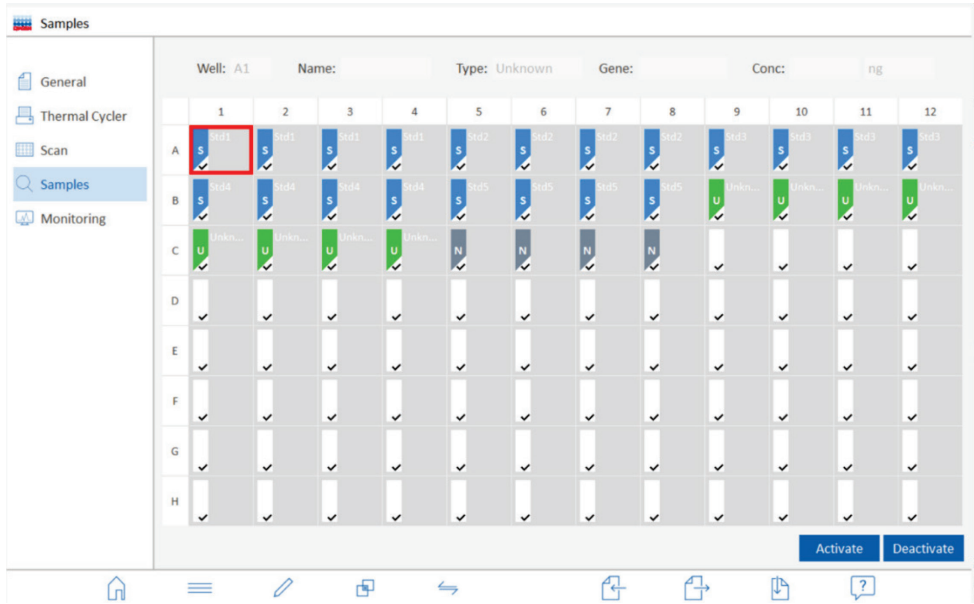 Samples
General
Thermal Cycler
Scan
Samples
Monitoring
Well: A1 Name: Type: Unknown Gene: Conc: ng
1 2 3 4 5 6 7 8 9 10 11 12
A S Std1 S Std1 S Std1 S Std1 S Std2 S Std2 S Std2 S Std2 S Std3 S Std3 S Std3 S Std3
B S Std4 S Std4 S Std4 S Std4 S Std5 S Std5 S Std5 S Std5 U Unkn... U Unkn... U Unkn... U Unkn...
C U Unkn... U Unkn... U Unkn... U Unkn... N N N N
D
E
F
G
H
Activate Deactivate
?